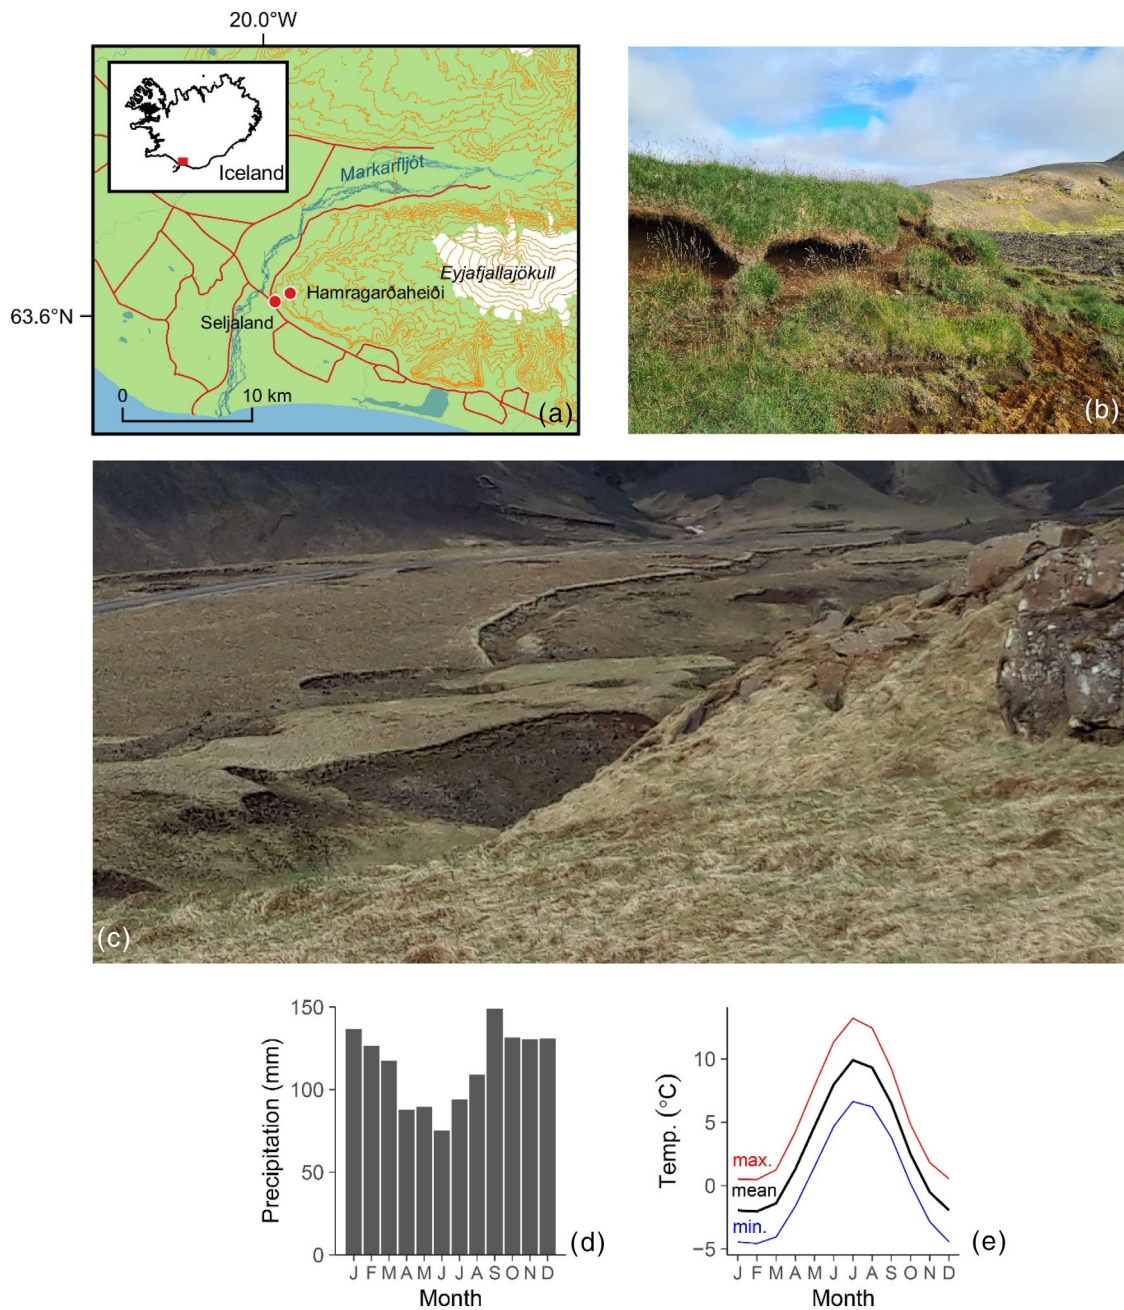 20.0°W
Iceland
Markarfljót
Eyjafjallajökull
Hamragarðaheiði
63.6°N
Seljaland
0 10 km
(a)
(b)
(c)
150
100
50
0
Precipitation (mm)
J F M A M J J A S O N D
Month
(d)
10
5
0
−5
Temp. (°C)
max.
mean
min.
J F M A M J J A S O N D
Month
(e)